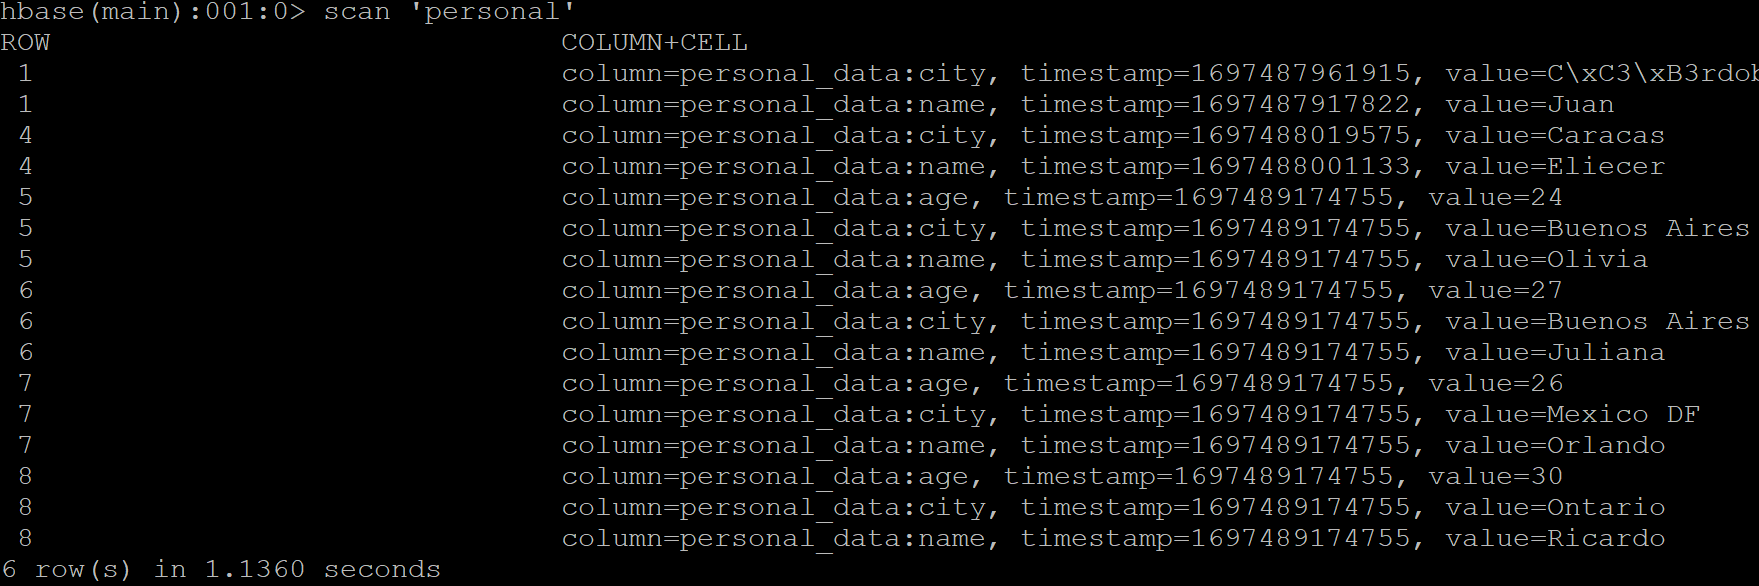 hbase(main):001:0> scan 'personal'
ROW COLUMN+CELL
1 column=personal_data:city, timestamp=1697487961915, value=C\xC3\xB3rdob
1 column=personal_data:name, timestamp=1697487917822, value=Juan
4 column=personal_data:city, timestamp=1697488019575, value=Caracas
4 column=personal_data:name, timestamp=1697488001133, value=Eliecer
5 column=personal_data:age, timestamp=1697489174755, value=24
5 column=personal_data:city, timestamp=1697489174755, value=Buenos Aires
5 column=personal_data:name, timestamp=1697489174755, value=Olivia
6 column=personal_data:age, timestamp=1697489174755, value=27
6 column=personal_data:city, timestamp=1697489174755, value=Buenos Aires
6 column=personal_data:name, timestamp=1697489174755, value=Juliana
7 column=personal_data:age, timestamp=1697489174755, value=26
7 column=personal_data:city, timestamp=1697489174755, value=Mexico DF
7 column=personal_data:name, timestamp=1697489174755, value=Orlando
8 column=personal_data:age, timestamp=1697489174755, value=30
8 column=personal_data:city, timestamp=1697489174755, value=Ontario
8 column=personal_data:name, timestamp=1697489174755, value=Ricardo
6 row(s) in 1.1360 seconds